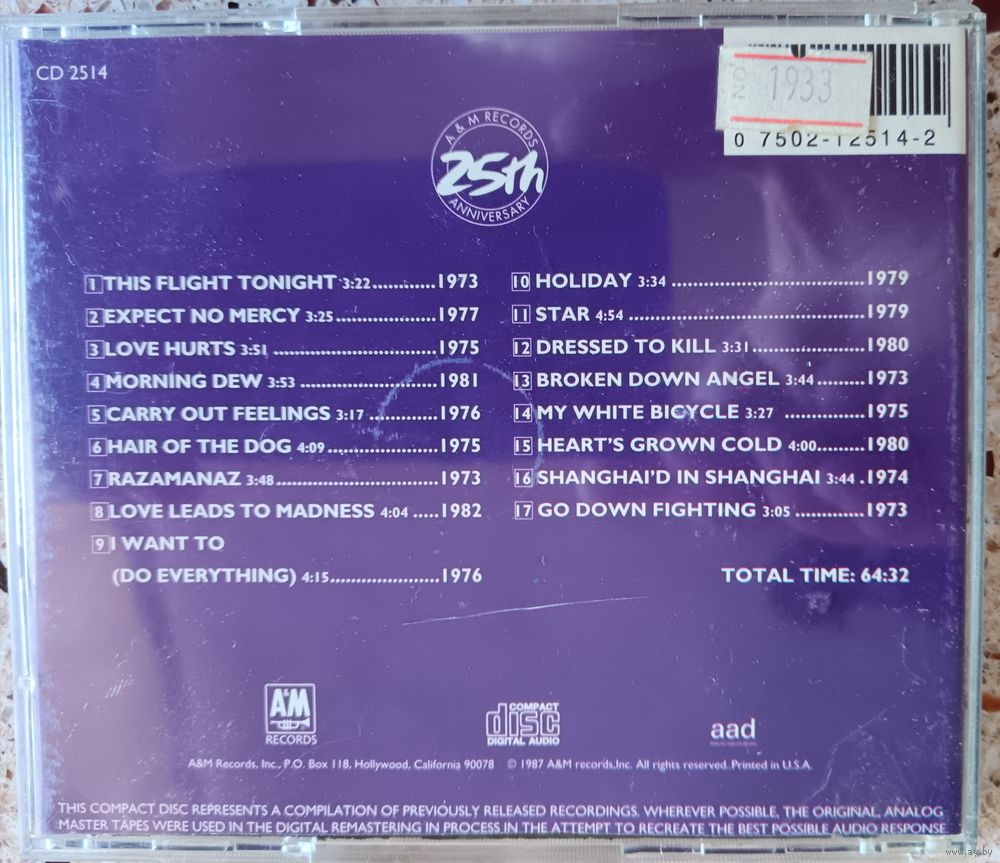 CD 2514
No 1933
0 7502-12514-2
A & M RECORDS
25th
ANNIVERSARY
1 THIS FLIGHT TONIGHT 3:22............1973
2 EXPECT NO MERCY 3:25...................1977
3 LOVE HURTS 3:51 ..............................1975
4 MORNING DEW 3:53 .........................1981
5 CARRY OUT FEELINGS 3:17 ............1976
6 HAIR OF THE DOG 4:09....................1975
7 RAZAMANAZ 3:48..............................1973
8 LOVE LEADS TO MADNESS 4:04 .....1982
9 I WANT TO
(DO EVERYTHING) 4:15.....................1976
10 HOLIDAY 3:34 ...................................1979
11 STAR 4:54 ...........................................1979
12 DRESSED TO KILL 3:31.....................1980
13 BROKEN DOWN ANGEL 3:44.........1973
14 MY WHITE BICYCLE 3:27 ...............1975
15 HEART'S GROWN COLD 4:00.........1980
16 SHANGHAI'D IN SHANGHAI 3:44 .1974
17 GO DOWN FIGHTING 3:05 .............1973
TOTAL TIME: 64:32
A&M
RECORDS
COMPACT
disc
DIGITAL AUDIO
aad
A&M Records, Inc., P.O. Box 118, Hollywood, California 90078 © 1987 A&M records,Inc. All rights reserved. Printed in U.S.A.
THIS COMPACT DISC REPRESENTS A COMPILATION OF PREVIOUSLY RELEASED RECORDINGS. WHEREVER POSSIBLE, THE ORIGINAL ANALOG
MASTER TAPES WERE USED IN THE DIGITAL REMASTERING IN PROCESS IN THE ATTEMPT TO RECREATE THE BEST POSSIBLE AUDIO RESPONSE.
www.ay.by